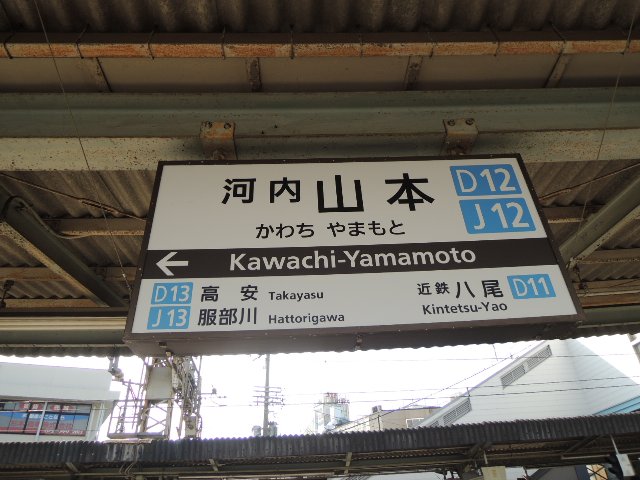 河内山本
D12
J12
かわち やまもと
Kawachi-Yamamoto
D13 高安 Takayasu
J13 服部川 Hattorigawa
近鉄八尾 D11
Kintetsu-Yao